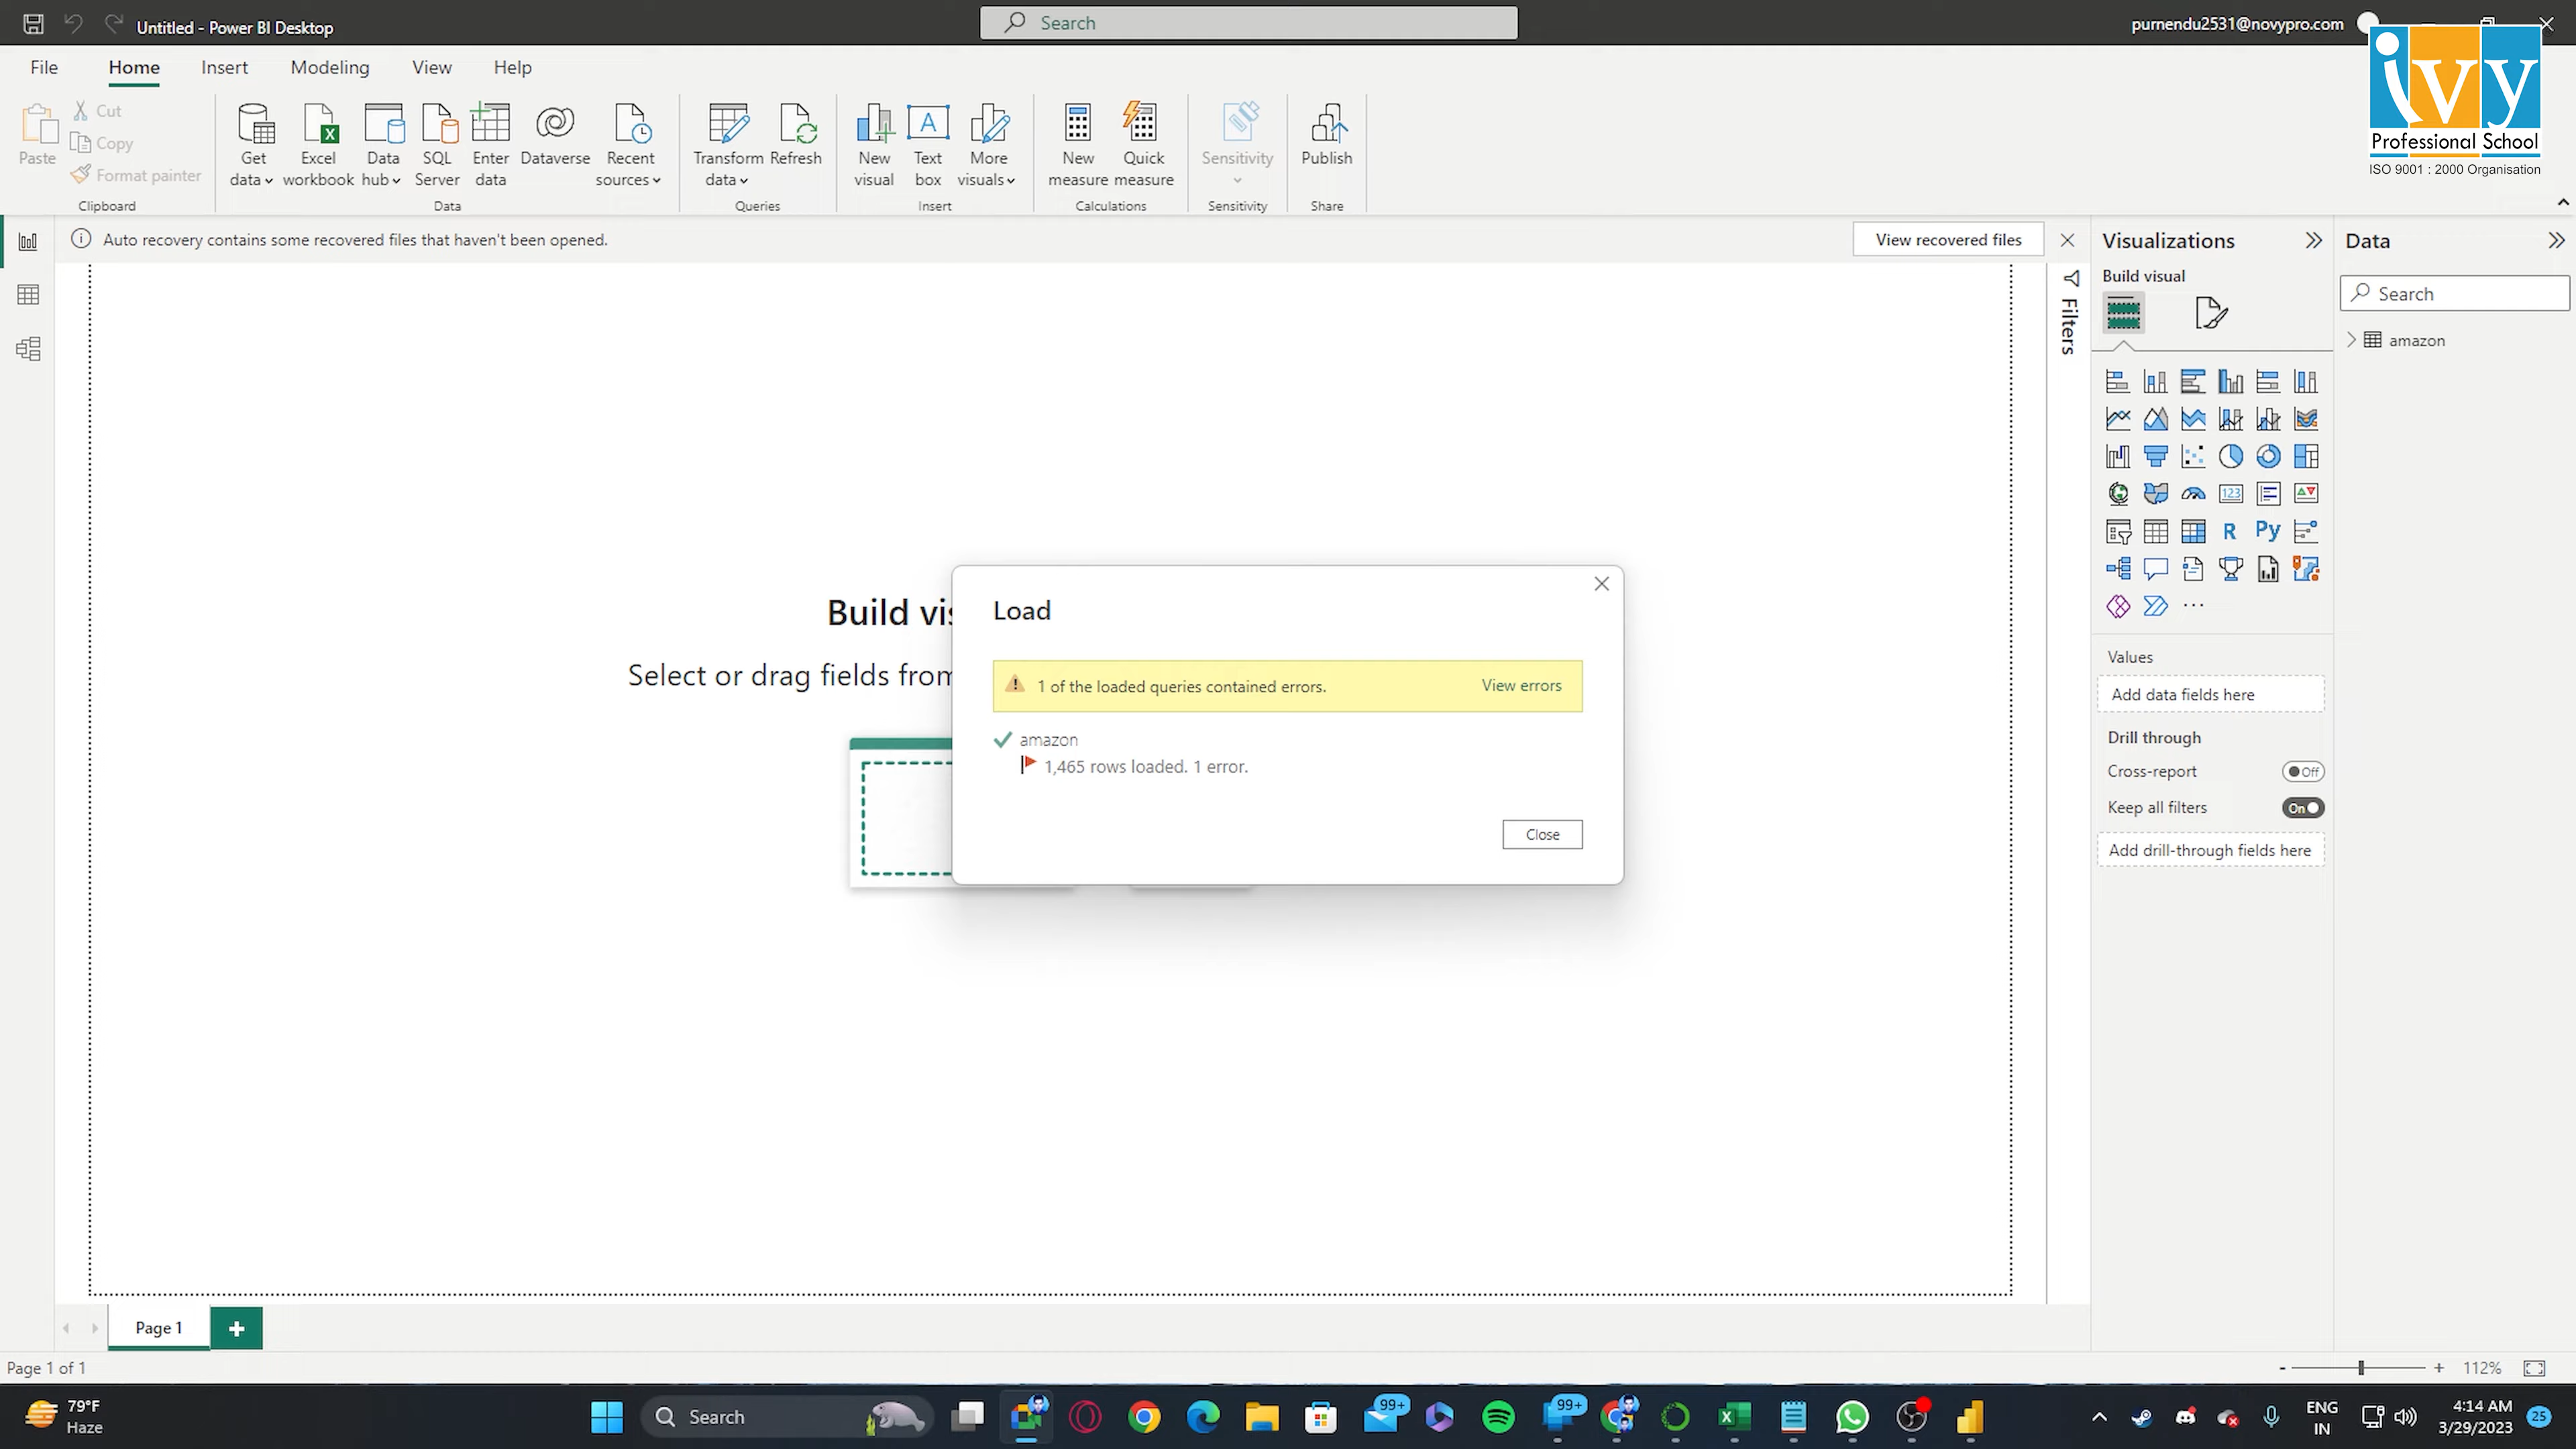 Untitled - Power BI Desktop
Search
purnendu2531@novypro.com
ivy
Professional School
ISO 9001 : 2000 Organisation
File
Home
Insert
Modeling
View
Help
Paste
Cut
Copy
Format painter
Clipboard
Get data
Excel workbook
Data hub
SQL Server
Enter data
Dataverse
Recent sources
Data
Transform data
Refresh
Queries
New visual
Text box
More visuals
Insert
New measure
Quick measure
Calculations
Sensitivity
Sensitivity
Publish
Share
Auto recovery contains some recovered files that haven't been opened.
View recovered files
Filters
Visualizations
Build visual
R
Py
123
Values
Add data fields here
Drill through
Cross-report
Off
Keep all filters
On
Add drill-through fields here
Data
Search
amazon
Build vis
Select or drag fields from
Load
1 of the loaded queries contained errors.
View errors
amazon
1,465 rows loaded. 1 error.
Close
Page 1
Page 1 of 1
112%
79°F
Haze
Search
99+
99+
ENG
IN
4:14 AM
3/29/2023
25